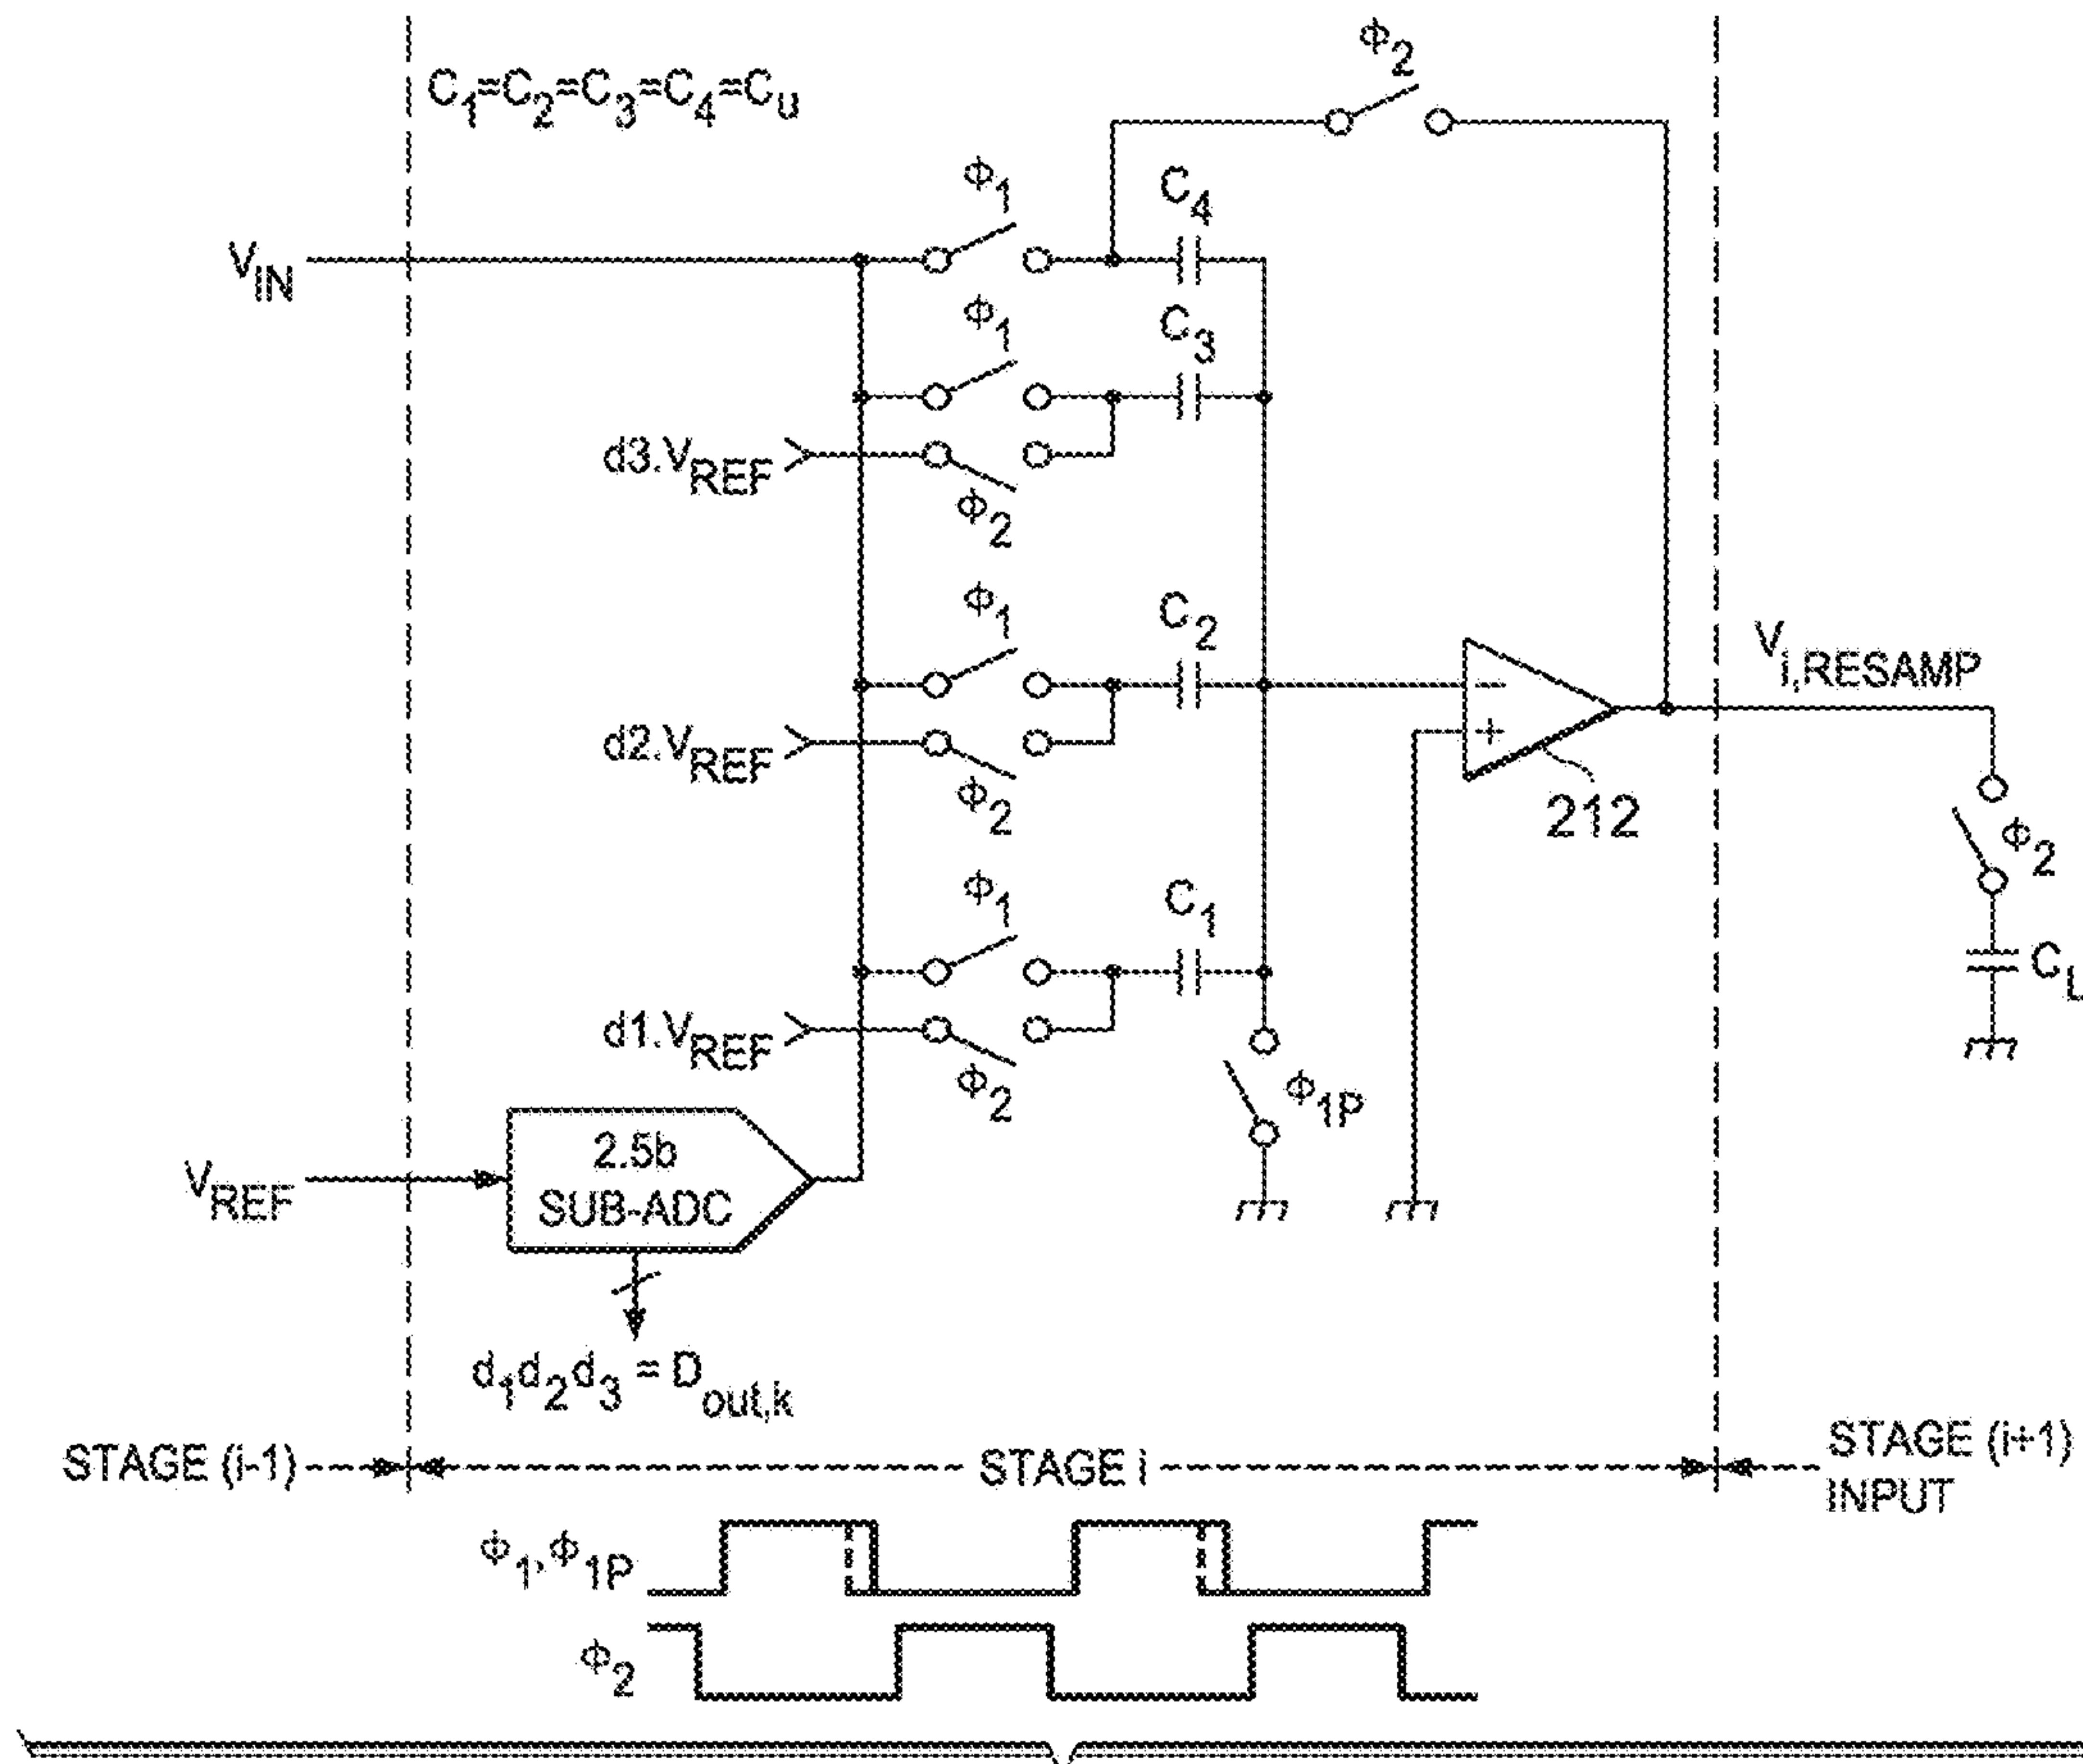 ϕ2
C1=C2=C3=C4=CU
ϕ1
C4
VIN
ϕ1
C3
d3.VREF
ϕ2
ϕ1
C2
Vi,RESAMP
d2.VREF
ϕ2
212
ϕ2
ϕ1
C1
CL
d1.VREF
ϕ2
ϕ1P
2.5b
SUB-ADC
VREF
d1d2d3 = Dout,k
STAGE (i-1)
STAGE i
STAGE (i+1)
INPUT
ϕ1,ϕ1P
ϕ2
- 
+